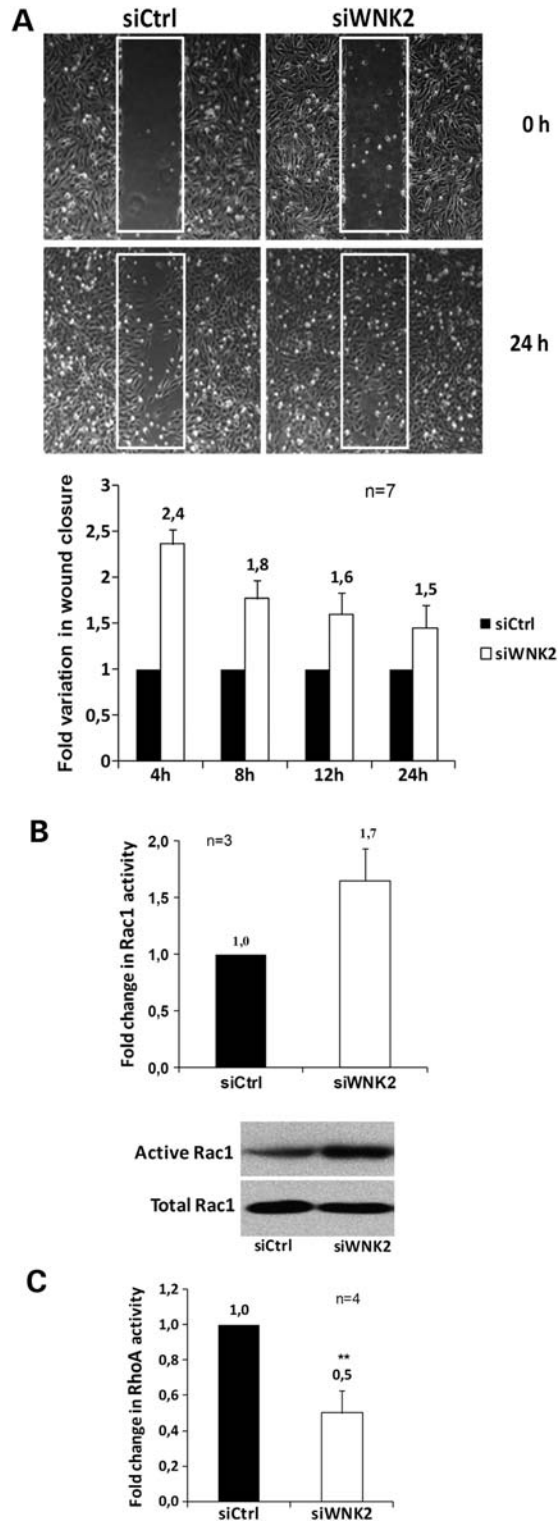 A
siCtrl siWNK2
0 h
24 h
Fold variation in wound closure
3
2,5
2
1,5
1
0,5
0
n=7
2,4
1,8
1,6
1,5
4h 8h 12h 24h
siCtrl
siWNK2
B
Fold change in Rac1 activity
2,0
1,5
1,0
0,5
0,0
n=3
1,0
1,7
siCtrl siWNK2
Active Rac1
Total Rac1
siCtrl siWNK2
C
Fold change in RhoA activity
1,2
1,0
0,8
0,6
0,4
0,2
0,0
n=4
1,0
**
0,5
siCtrl siWNK2